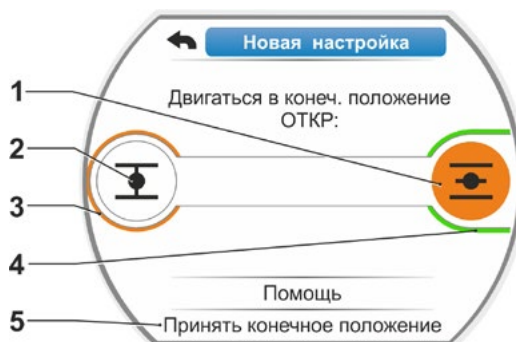 Новая настройка
1
Двигаться в конеч. положение
ОТКР:
2
3
4
Помощь
5
Принять конечное положение